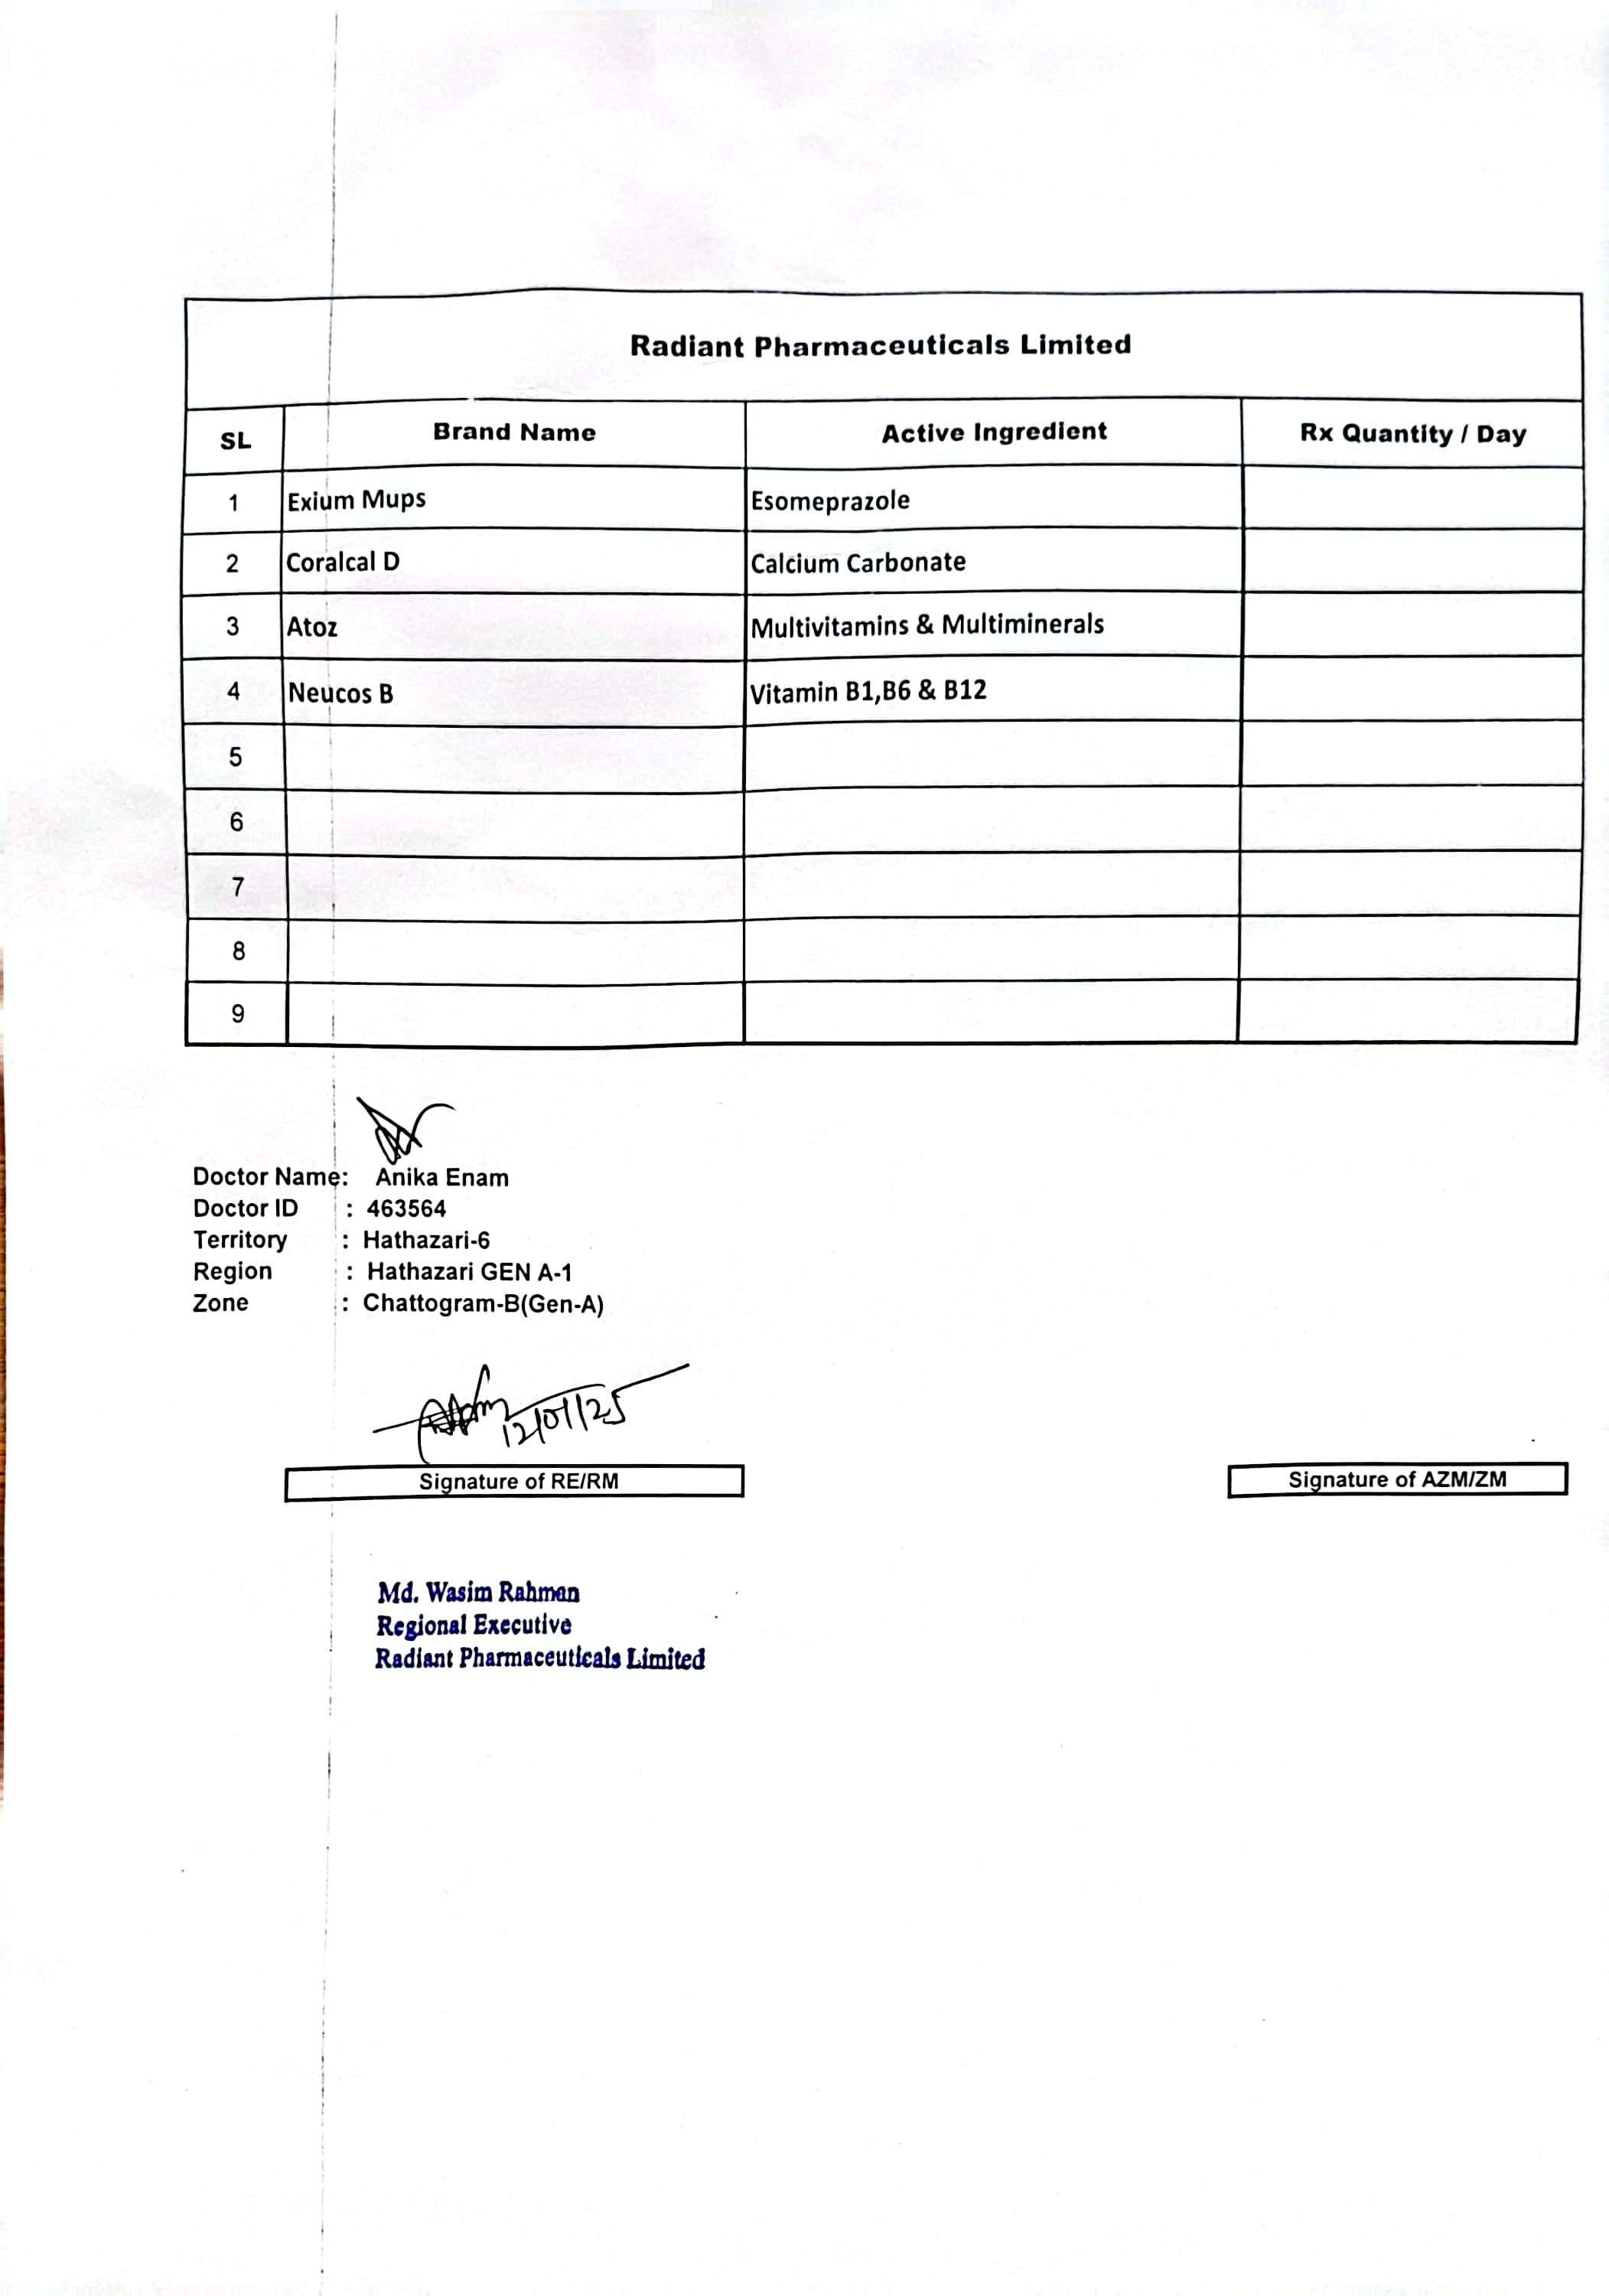 Radiant Pharmaceuticals Limited
SL Brand Name Active Ingredient Rx Quantity / Day
1 Exium Mups Esomeprazole
2 Coralcal D Calcium Carbonate
3 Atoz Multivitamins & Multiminerals
4 Neucos B Vitamin B1,B6 & B12
5
6
7
8
9
Doctor Name: Anika Enam
Doctor ID : 463564
Territory : Hathazari-6
Region : Hathazari GEN A-1
Zone : Chattogram-B(Gen-A)
12/01/25
Signature of RE/RM Signature of AZM/ZM
Md. Wasim Rahman
Regional Executive
Radiant Pharmaceuticals Limited